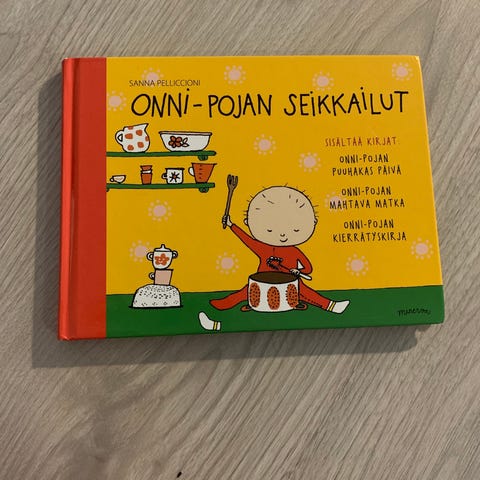 SANNA PELLICCIONI
ONNI-POJAN SEIKKAILUT
SISÄLTÄÄ KIRJAT:
ONNI-POJAN
PUUHAKAS PÄIVÄ
ONNI-POJAN
MAHTAVA MATKA
ONNI-POJAN
KIERRÄTYSKIRJA
minerva